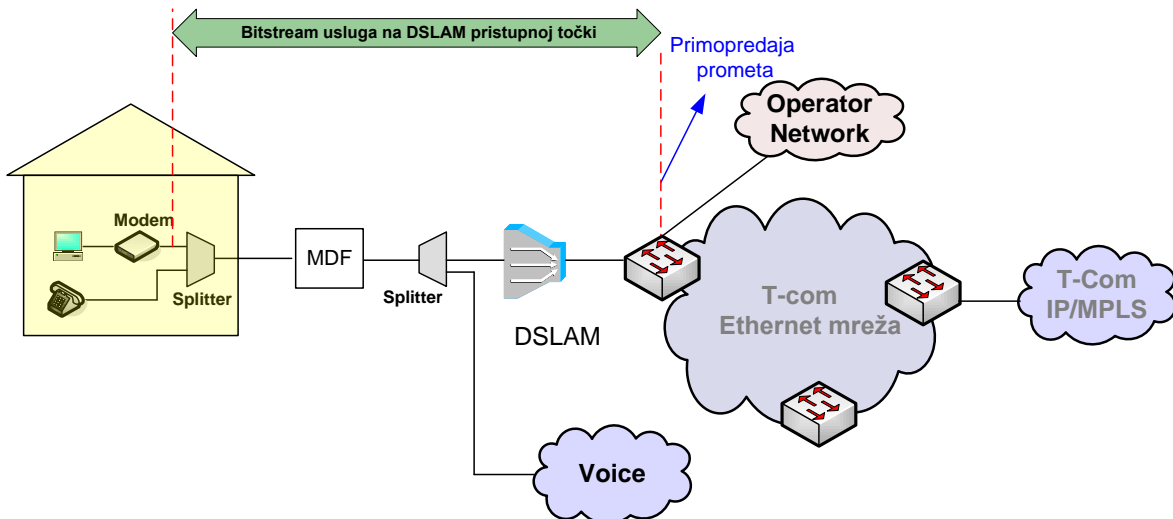 Bitstream usluga na DSLAM pristupnoj točki
Primopredaja
prometa
Operator
Network
Modem
Splitter
MDF
Splitter
DSLAM
T-com
Ethernet mreža
T-Com
IP/MPLS
Voice